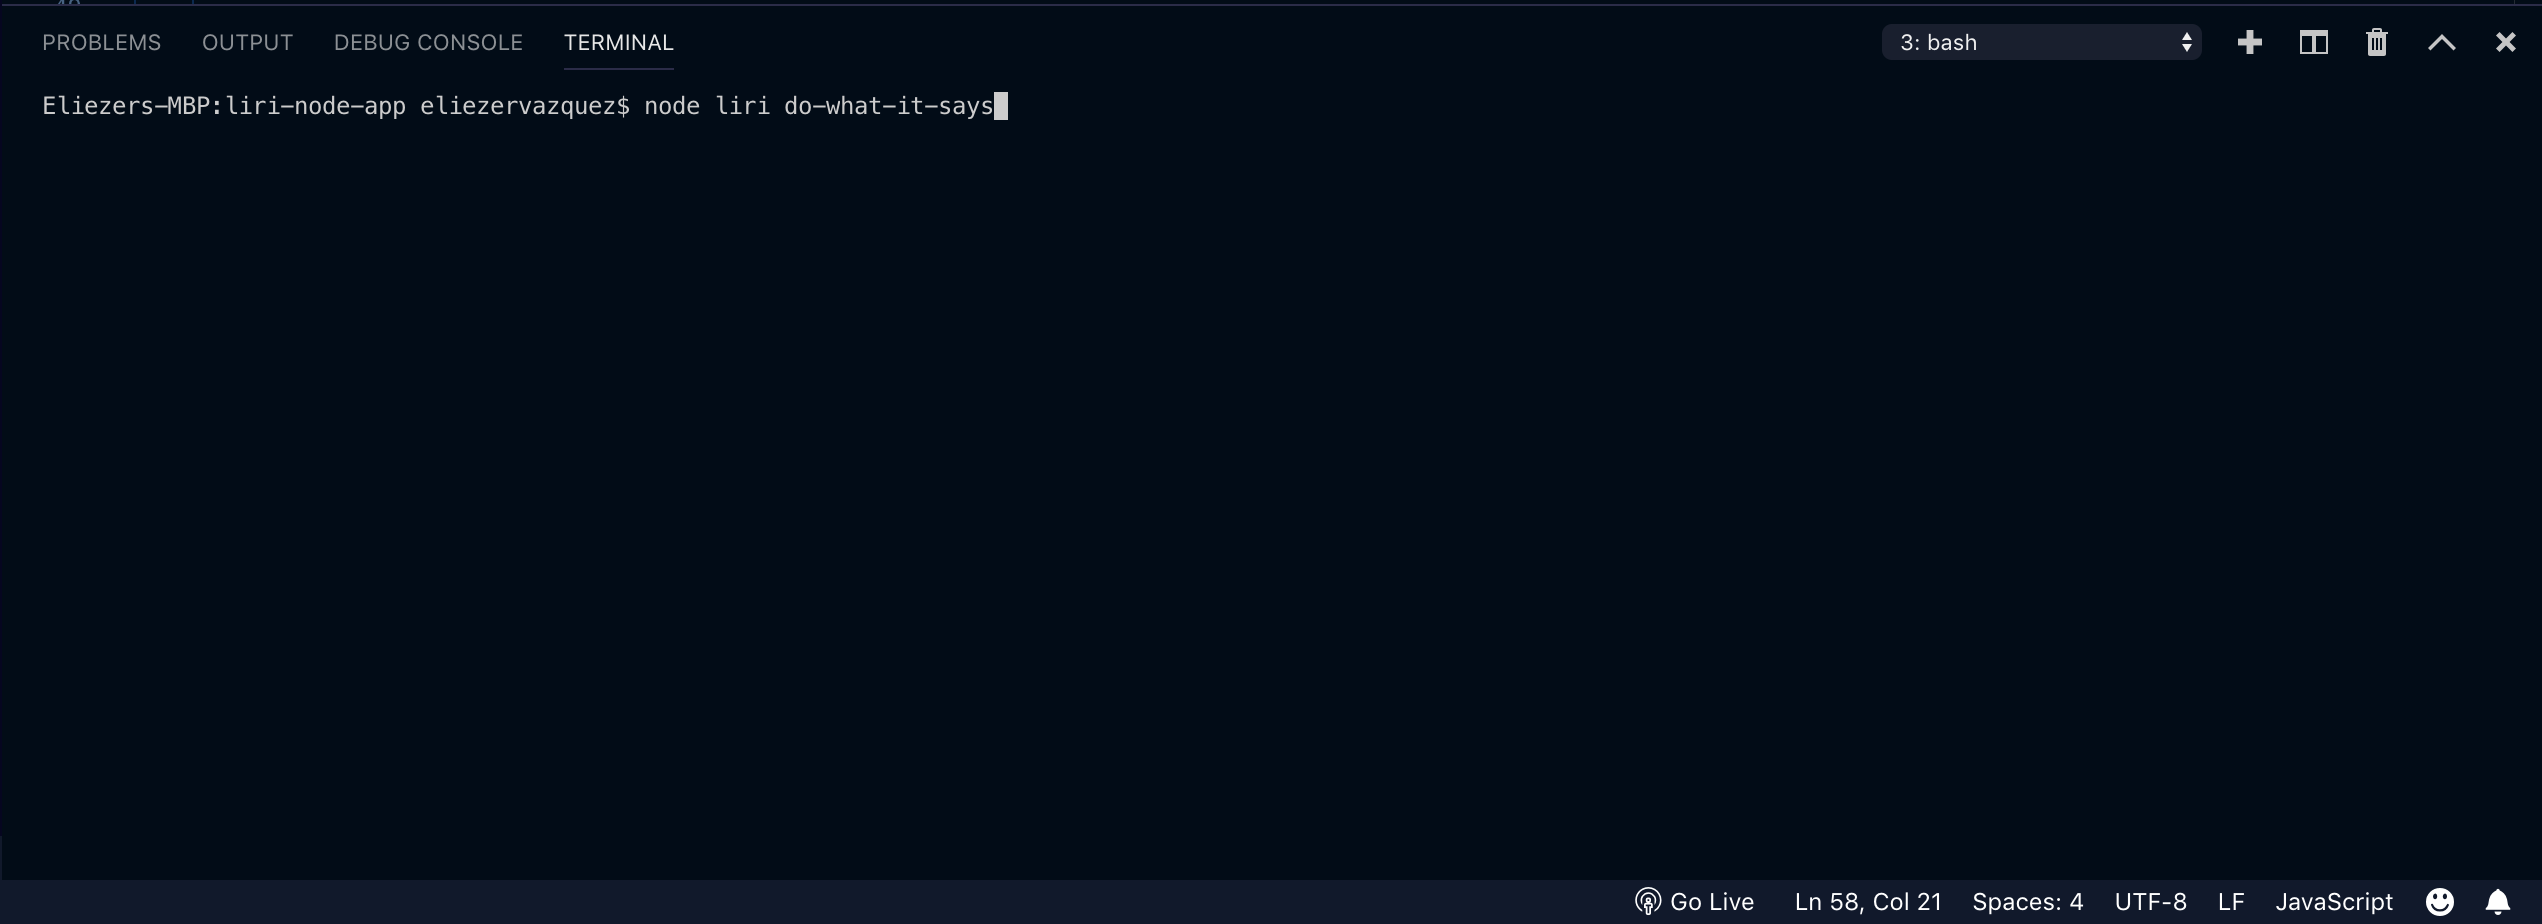 PROBLEMS OUTPUT DEBUG CONSOLE TERMINAL 3: bash
Eliezers-MBP:liri-node-app eliezervazquez$ node liri do-what-it-says
Go Live Ln 58, Col 21 Spaces: 4 UTF-8 LF JavaScript